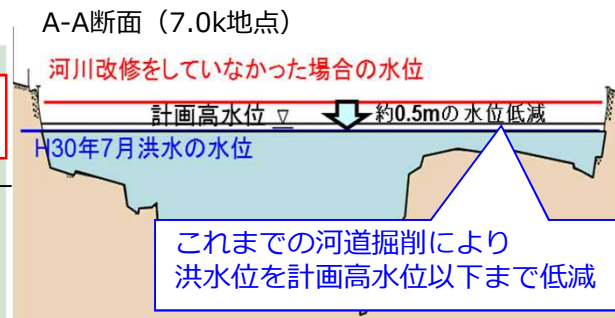 A-A断面（7.0k地点）
河川改修をしていなかった場合の水位
計画高水位 ▽
約0.5mの水位低減
H30年7月洪水の水位
これまでの河道掘削により
洪水位を計画高水位以下まで低減